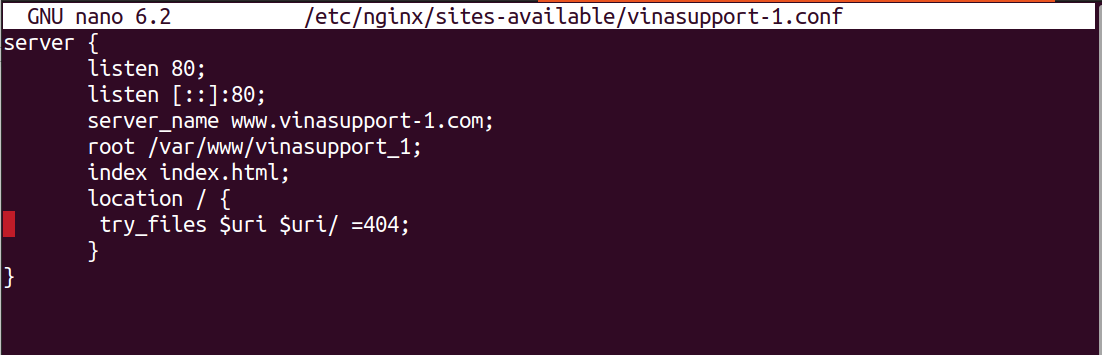 GNU nano 6.2 /etc/nginx/sites-available/vinasupport-1.conf
server {
listen 80;
listen [::]:80;
server_name www.vinasupport-1.com;
root /var/www/vinasupport_1;
index index.html;
location / {
try_files $uri $uri/ =404;
}
}